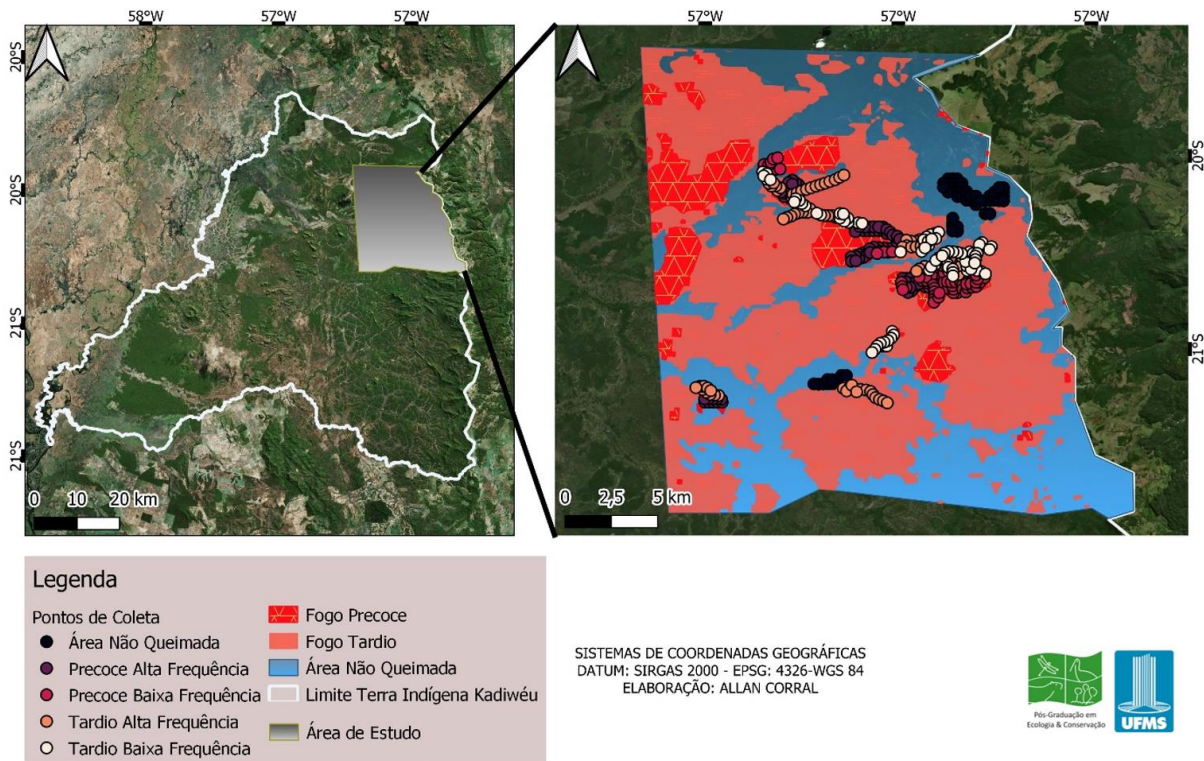 58°W 57°W 57°W
20°S
20°S
21°S
21°S
0 10 20 km
57°W 57°W 57°W
20°S
21°S
0 2,5 5 km
Legenda
Pontos de Coleta
Área Não Queimada
Precoce Alta Frequência
Precoce Baixa Frequência
Tardio Alta Frequência
Tardio Baixa Frequência
Fogo Precoce
Fogo Tardio
Área Não Queimada
Limite Terra Indígena Kadiwéu
Área de Estudo
SISTEMAS DE COORDENADAS GEOGRÁFICAS
DATUM: SIRGAS 2000 - EPSG: 4326-WGS 84
ELABORAÇÃO: ALLAN CORRAL
Pós-Graduação em
Ecologia & Conservação
UFMS